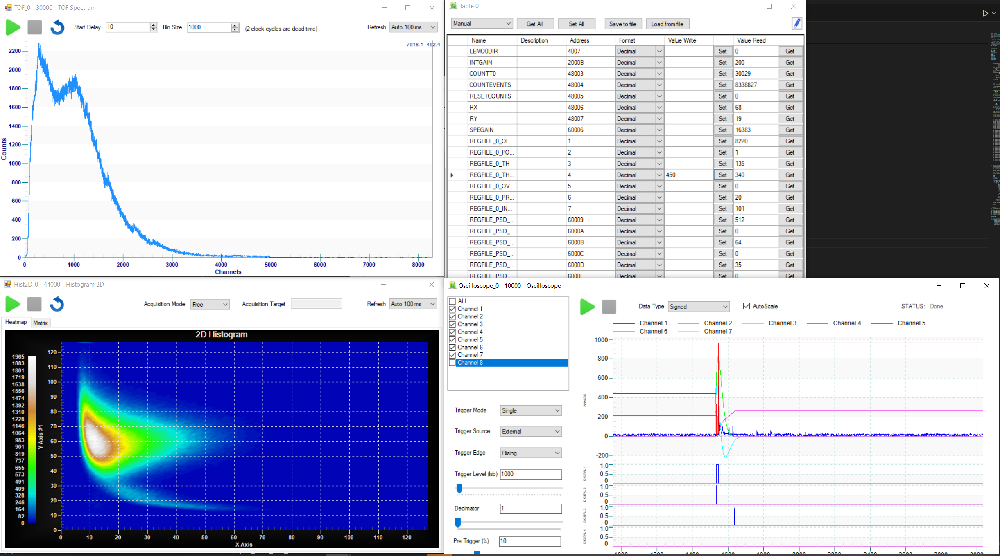 TOF_0 - 30000 - TOF Spectrum
Start Delay 10 Bin Size 1000 (2 clock cycles are dead time) Refresh Auto 100 ms
7618.1 452.4
2200
2000
1800
1600
1400
1200
1000
800
600
400
200
0
Counts
0 1000 2000 3000 4000 5000 6000 7000 8000
Channels
Table 0
Manual Get All Set All Save to file Load from file
Name Description Address Format Value Write Value Read
LEMO0DIR 4007 Decimal Set 0 Get
INTGAIN 2000B Decimal Set 200 Get
COUNTT0 48003 Decimal Set 30029 Get
COUNTEVENTS 48004 Decimal Set 8338827 Get
RESETCOUNTS 48005 Decimal Set 0 Get
RX 48006 Decimal Set 68 Get
RY 48007 Decimal Set 19 Get
SPEGAIN 60006 Decimal Set 16383 Get
REGFILE_0_OF... 1 Decimal Set 8220 Get
REGFILE_0_PO... 2 Decimal Set 1 Get
REGFILE_0_TH 3 Decimal Set 135 Get
REGFILE_0_TH... 4 Decimal 450 Set 340 Get
REGFILE_0_OV... 5 Decimal Set 0 Get
REGFILE_0_PR... 6 Decimal Set 20 Get
REGFILE_0_IN... 7 Decimal Set 101 Get
REGFILE_PSD_... 60009 Decimal Set 512 Get
REGFILE_PSD_... 6000A Decimal Set 0 Get
REGFILE_PSD_... 6000B Decimal Set 64 Get
REGFILE_PSD_... 6000C Decimal Set 0 Get
REGFILE_PSD_... 6000D Decimal Set 35 Get
REGFILE_PSD_... 6000E Decimal Set 0 Get
Hist2D_0 - 44000 - Histogram 2D
Acquisition Mode Free Acquisition Target Refresh Auto 100 ms
Heatmap Matrix
2D Histogram
1965
1883
1801
1719
1638
1556
1474
1392
1310
1228
1146
1064
983
901
819
737
655
573
491
409
328
246
164
82
0
Y Axis #1
120
110
100
90
80
70
60
50
40
30
20
10
0
0 10 20 30 40 50 60 70 80 90 100 110 120
X Axis
Oscilloscope_0 - 10000 - Oscilloscope
ALL
Channel 1
Channel 2
Channel 3
Channel 4
Channel 5
Channel 6
Channel 7
Channel 8
Trigger Mode Single
Trigger Source External
Trigger Edge Rising
Trigger Level (lsb) 1000
Decimator 1
Pre Trigger (%) 10
Data Type Signed AutoScale STATUS: Done
Channel 1 Channel 2 Channel 3 Channel 4 Channel 5
Channel 6 Channel 7
ANALOG
1000
800
600
400
200
0
-200
DIGITAL 1
1.0
0.5
0
DIGITAL 2
1.0
0.5
0
DIGITAL 3
1.0
0.5
0
DIGITAL 4
1.0
0.5
0
1000 1200 1400 1600 1800 2000 2200 2400 2600 2800 3000